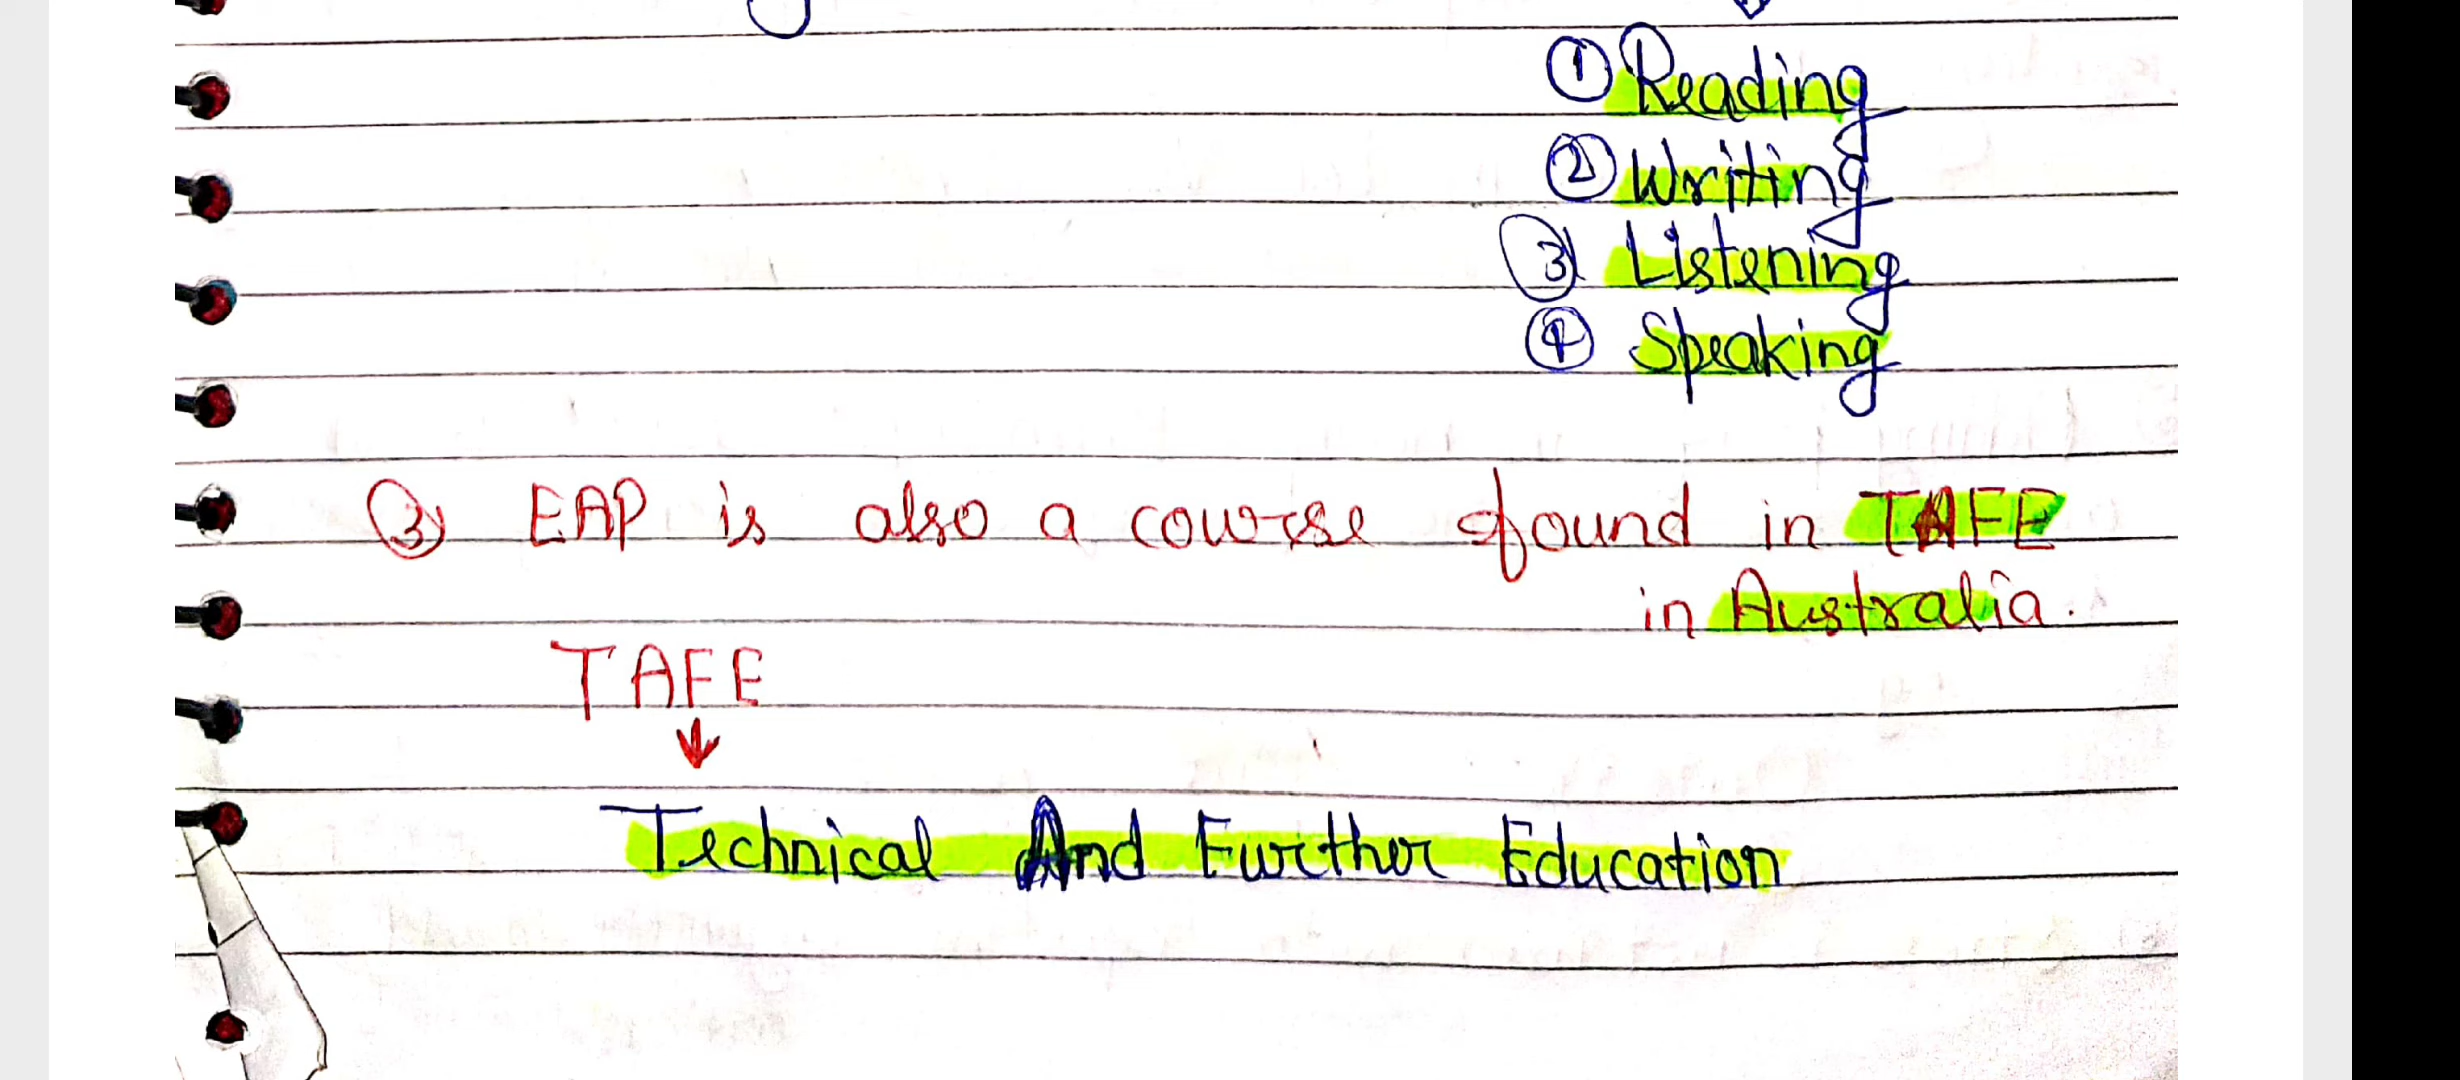 ① Reading
② Writing
③ Listening
④ Speaking
③ EAP is also a course found in TAFE
in Australia.
TAFE
↓
Technical And Further Education